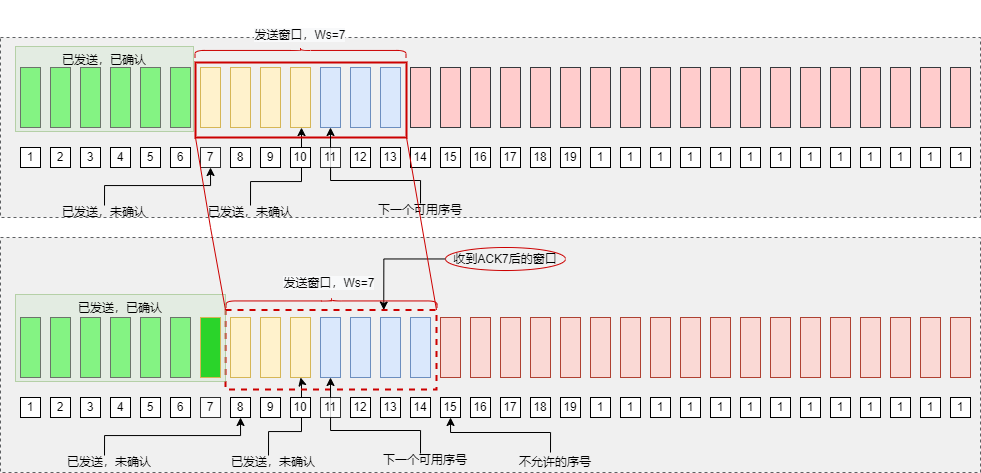 发送窗口，Ws=7
已发送，已确认
1 2 3 4 5 6 7 8 9 10 11 12 13 14 15 16 17 18 19 1 1 1 1 1 1 1 1 1 1 1 1 1
已发送，未确认 已发送，未确认 下一个可用序号
收到ACK7后的窗口
发送窗口，Ws=7
已发送，已确认
1 2 3 4 5 6 7 8 9 10 11 12 13 14 15 16 17 18 19 1 1 1 1 1 1 1 1 1 1 1 1 1
已发送，未确认 已发送，未确认 下一个可用序号 不允许的序号